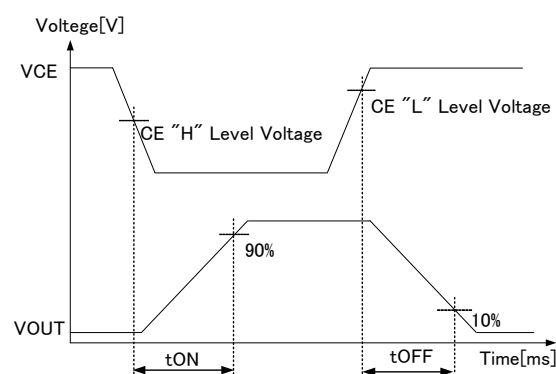 Voltege[V]
VCE
CE "H" Level Voltage
CE "L" Level Voltage
90%
10%
VOUT
tON
tOFF
Time[ms]